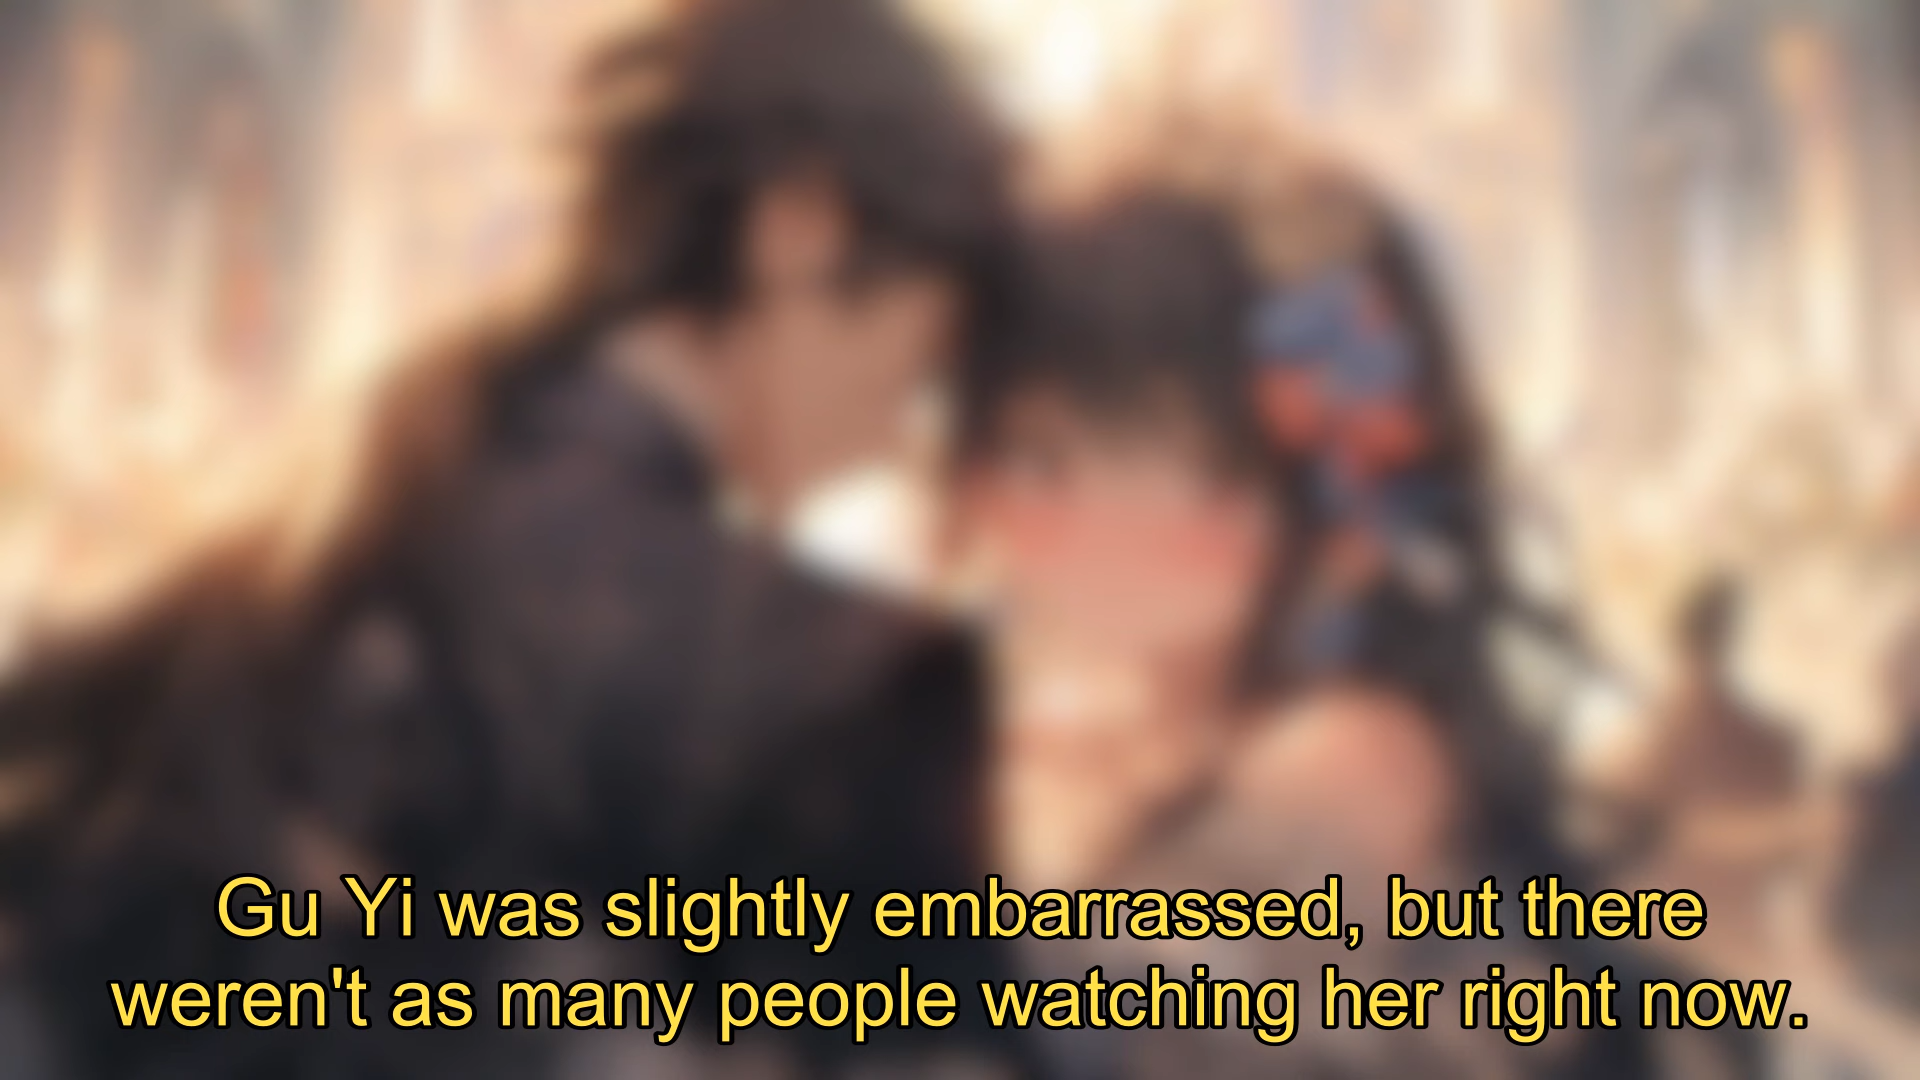 Gu Yi was slightly embarrassed, but there
weren't as many people watching her right now.